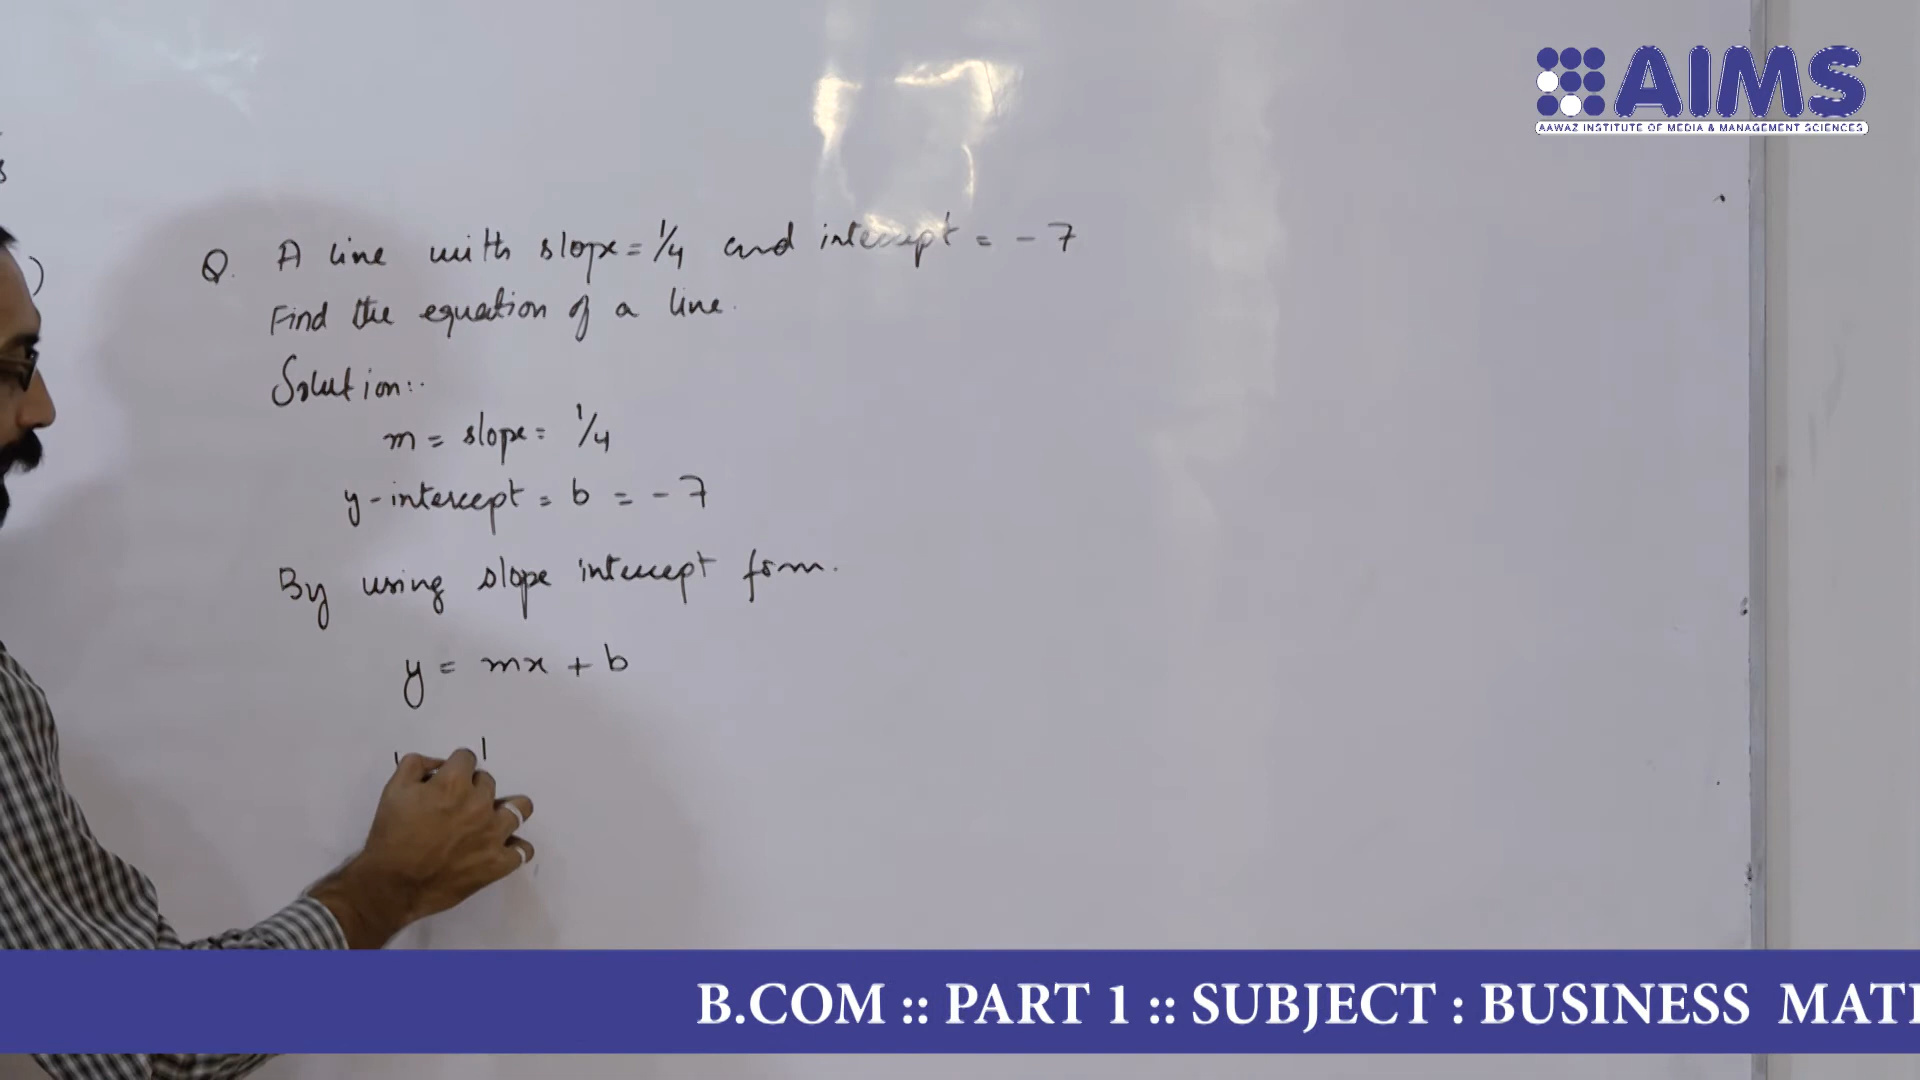 AIMS
AAWAZ INSTITUTE OF MEDIA & MANAGEMENT SCIENCES
Q. A line with slope = 1/4 and intercept = - 7
Find the equation of a line.
Solution:-
m = slope = 1/4
y - intercept = b = - 7
By using slope intercept form.
y = mx + b
B.COM :: PART 1 :: SUBJECT : BUSINESS MAT